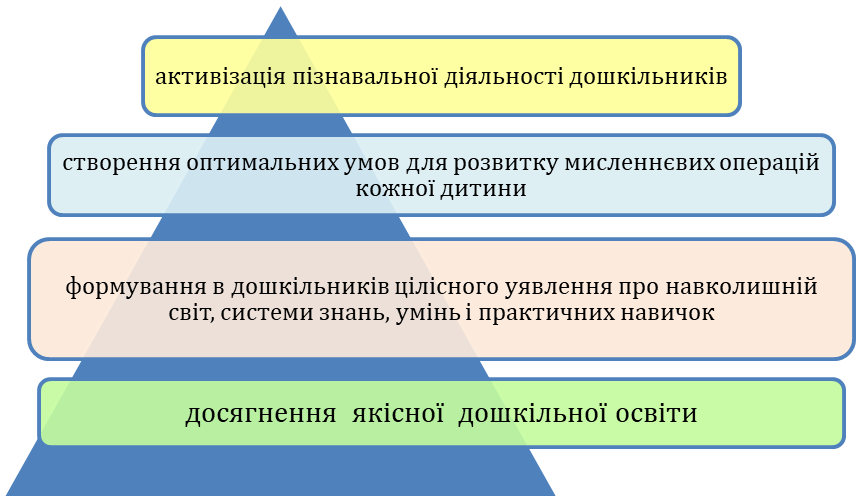 активізація пізнавальної діяльності дошкільників
створення оптимальних умов для розвитку мисленнєвих операцій
кожної дитини
формування в дошкільників цілісного уявлення про навколишній
світ, системи знань, умінь і практичних навичок
досягнення якісної дошкільної освіти